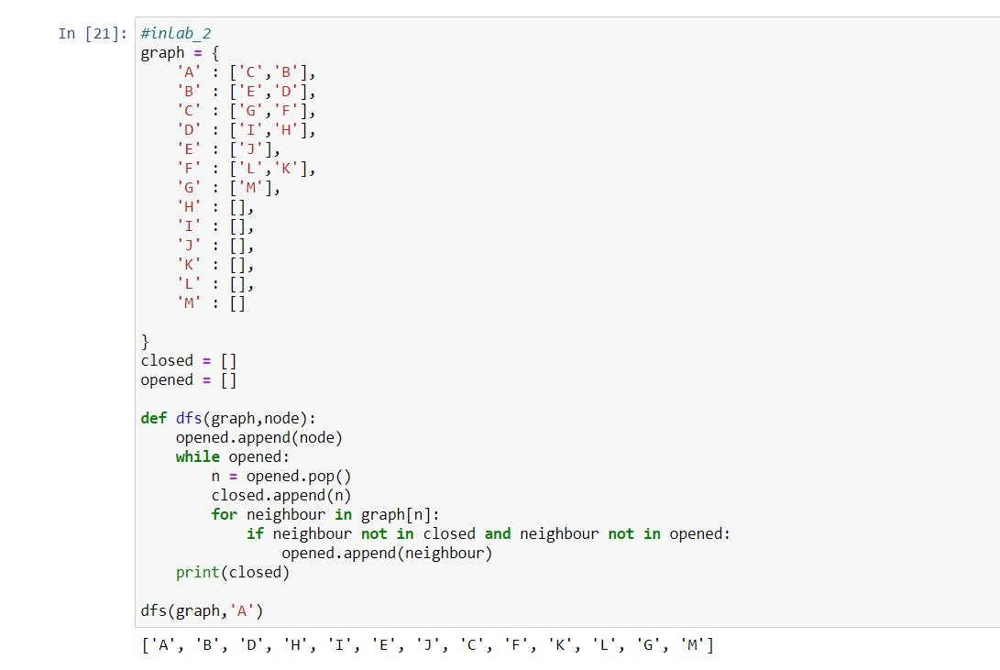 In [21]: #inlab_2
graph = {
    'A' : ['C','B'],
    'B' : ['E','D'],
    'C' : ['G','F'],
    'D' : ['I','H'],
    'E' : ['J'],
    'F' : ['L','K'],
    'G' : ['M'],
    'H' : [],
    'I' : [],
    'J' : [],
    'K' : [],
    'L' : [],
    'M' : []
}
closed = []
opened = []
def dfs(graph,node):
    opened.append(node)
    while opened:
        n = opened.pop()
        closed.append(n)
        for neighbour in graph[n]:
            if neighbour not in closed and neighbour not in opened:
                opened.append(neighbour)
    print(closed)
dfs(graph,'A')
['A', 'B', 'D', 'H', 'I', 'E', 'J', 'C', 'F', 'K', 'L', 'G', 'M']